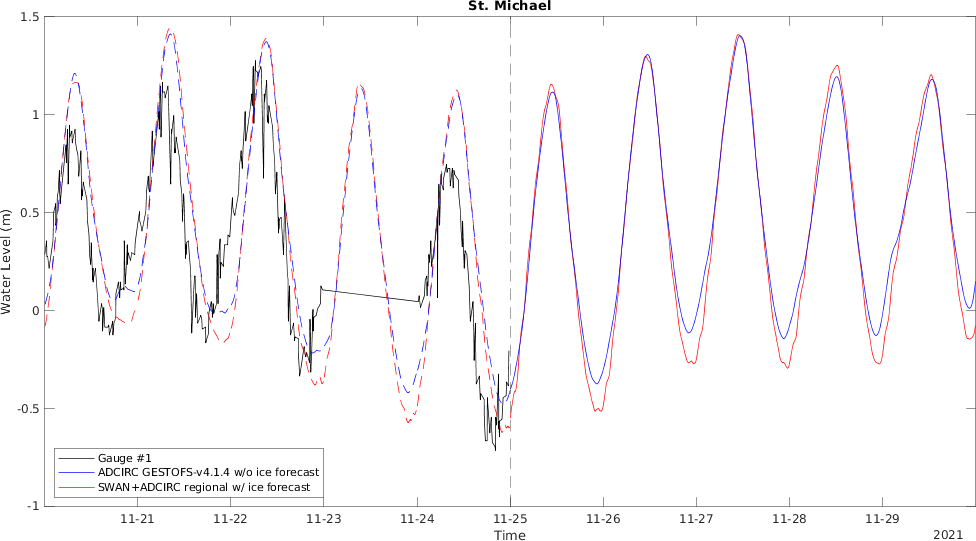 St. Michael
1.5
1
0.5
0
-0.5
-1
Water Level (m)
Gauge #1
ADCIRC GESTOFS-v4.1.4 w/o ice forecast
SWAN+ADCIRC regional w/ ice forecast
11-21
11-22
11-23
11-24
11-25
11-26
11-27
11-28
11-29
Time
2021